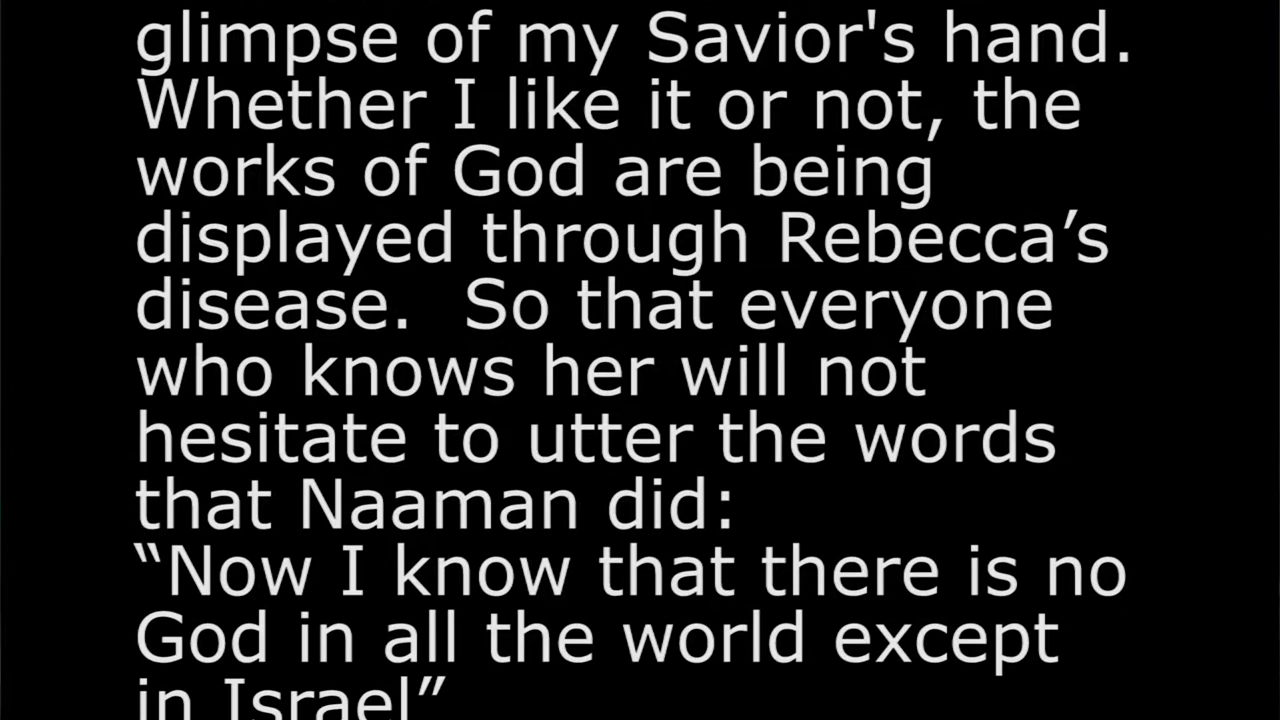 glimpse of my Savior's hand.
Whether I like it or not, the
works of God are being
displayed through Rebecca’s
disease.  So that everyone
who knows her will not
hesitate to utter the words
that Naaman did:
“Now I know that there is no
God in all the world except
in Israel”